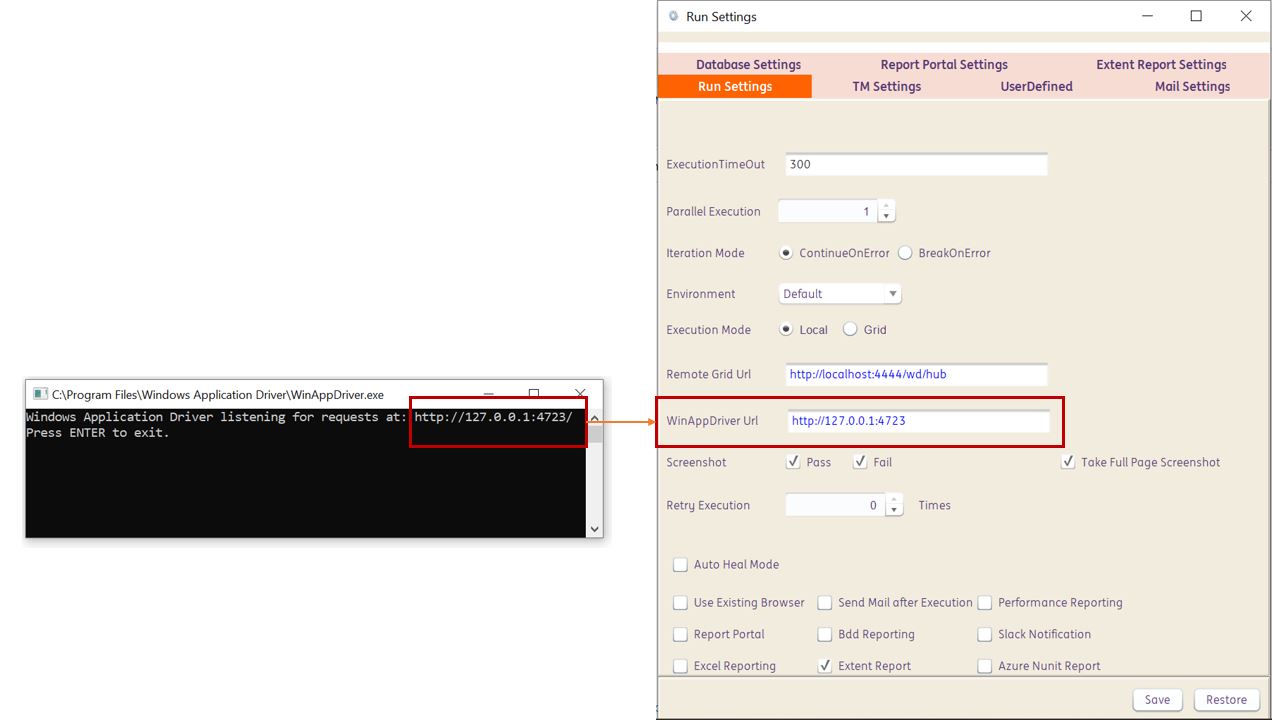 Run Settings
Database Settings Report Portal Settings Extent Report Settings
Run Settings TM Settings UserDefined Mail Settings
ExecutionTimeOut 300
Parallel Execution 1
Iteration Mode ContinueOnError BreakOnError
Environment Default
Execution Mode Local Grid
Remote Grid Url http://localhost:4444/wd/hub
WinAppDriver Url http://127.0.0.1:4723
Screenshot Pass Fail Take Full Page Screenshot
Retry Execution 0 Times
Auto Heal Mode
Use Existing Browser Send Mail after Execution Performance Reporting
Report Portal Bdd Reporting Slack Notification
Excel Reporting Extent Report Azure Nunit Report
Save Restore
C:\Program Files\Windows Application Driver\WinAppDriver.exe
Windows Application Driver listening for requests at: http://127.0.0.1:4723/
Press ENTER to exit.